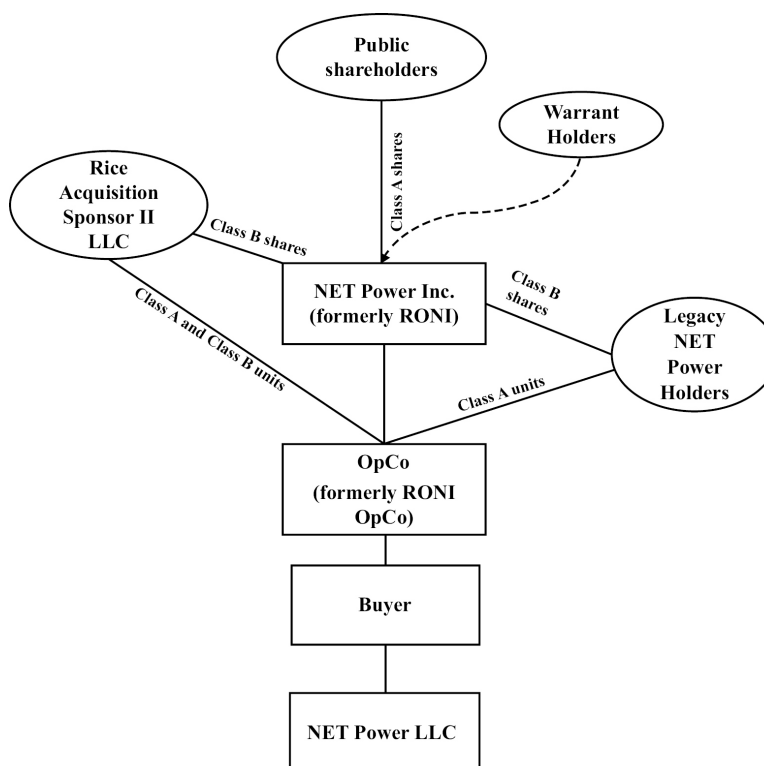 Public
shareholders
Warrant
Holders
Class A shares
Rice
Acquisition
Sponsor II
LLC
Class B shares
NET Power Inc.
(formerly RONI)
Class B
shares
Legacy
NET
Power
Holders
Class A and Class B units
Class A units
OpCo
(formerly RONI
OpCo)
Buyer
NET Power LLC